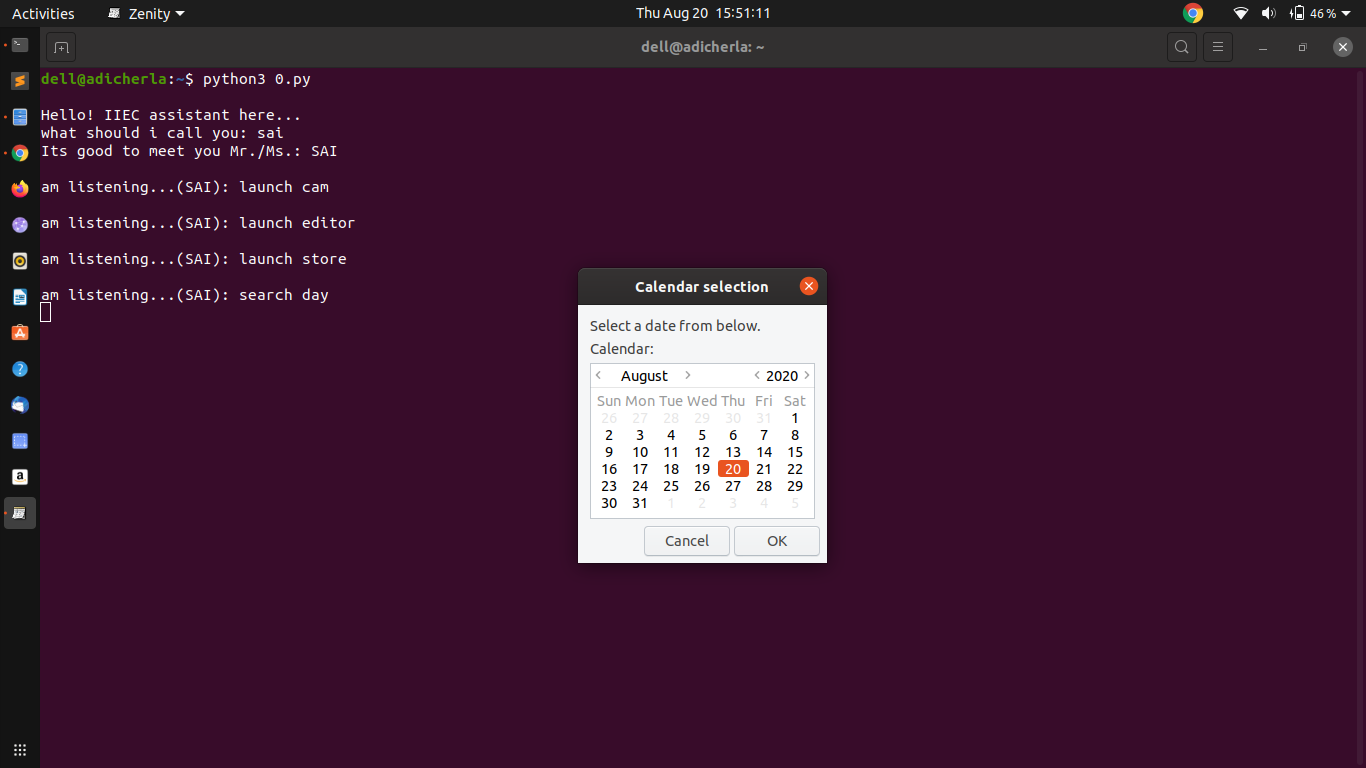 Activities Zenity Thu Aug 20 15:51:11 46 %
dell@adicherla: ~
dell@adicherla:~$ python3 0.py
Hello! IIEC assistant here...
what should i call you: sai
Its good to meet you Mr./Ms.: SAI
am listening...(SAI): launch cam
am listening...(SAI): launch editor
am listening...(SAI): launch store
am listening...(SAI): search day
Calendar selection
Select a date from below.
Calendar:
August 2020
Sun Mon Tue Wed Thu Fri Sat
26 27 28 29 30 31 1
2 3 4 5 6 7 8
9 10 11 12 13 14 15
16 17 18 19 20 21 22
23 24 25 26 27 28 29
30 31 1 2 3 4 5
Cancel OK